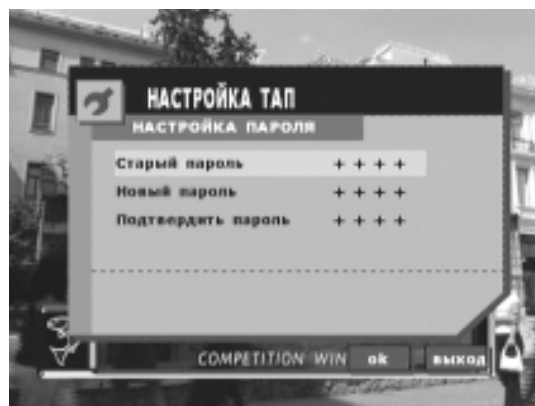 НАСТРОЙКА ТАП
НАСТРОЙКА ПАРОЛЯ
Старый пароль + + + +
Новый пароль + + + +
Подтвердить пароль + + + +
COMPETITION WIN ok выход